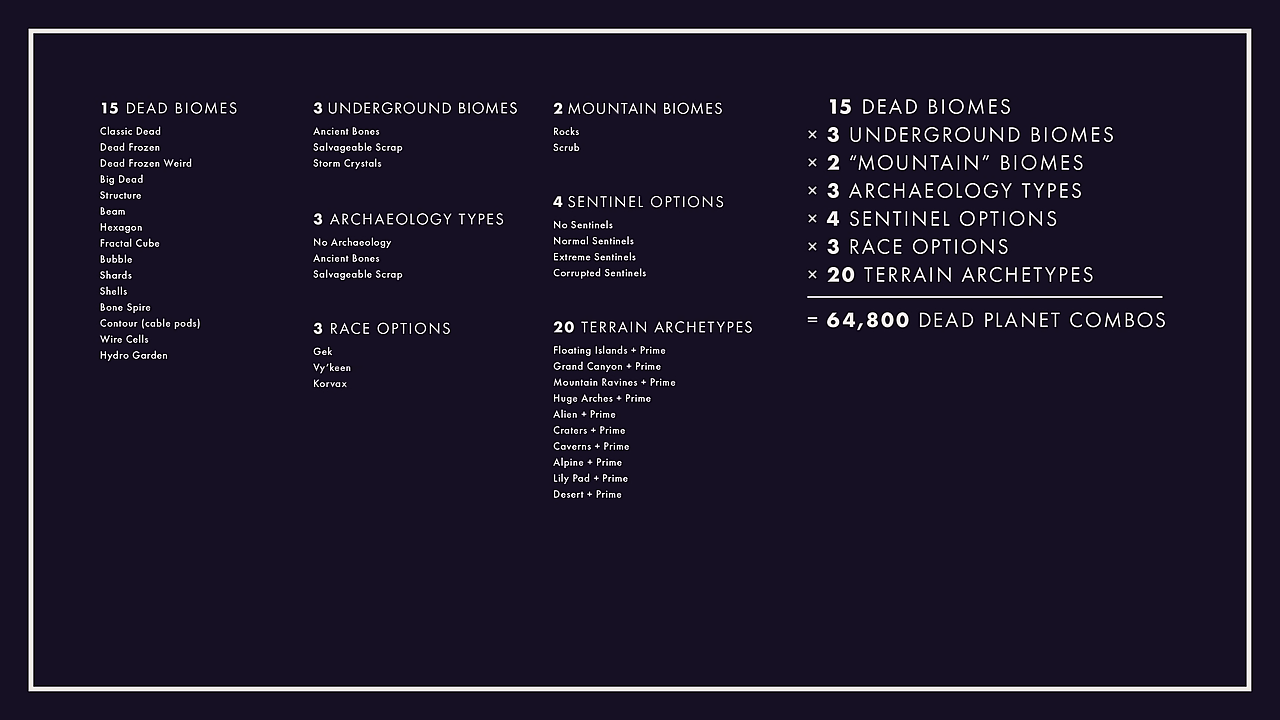 15 DEAD BIOMES
Classic Dead
Dead Frozen
Dead Frozen Weird
Big Dead
Structure
Beam
Hexagon
Fractal Cube
Bubble
Shards
Shells
Bone Spire
Contour (cable pods)
Wire Cells
Hydro Garden
3 UNDERGROUND BIOMES
Ancient Bones
Salvageable Scrap
Storm Crystals
3 ARCHAEOLOGY TYPES
No Archaeology
Ancient Bones
Salvageable Scrap
3 RACE OPTIONS
Gek
Vy’keen
Korvax
2 MOUNTAIN BIOMES
Rocks
Scrub
4 SENTINEL OPTIONS
No Sentinels
Normal Sentinels
Extreme Sentinels
Corrupted Sentinels
20 TERRAIN ARCHETYPES
Floating Islands + Prime
Grand Canyon + Prime
Mountain Ravines + Prime
Huge Arches + Prime
Alien + Prime
Craters + Prime
Caverns + Prime
Alpine + Prime
Lily Pad + Prime
Desert + Prime
15 DEAD BIOMES
× 3 UNDERGROUND BIOMES
× 2 “MOUNTAIN” BIOMES
× 3 ARCHAEOLOGY TYPES
× 4 SENTINEL OPTIONS
× 3 RACE OPTIONS
× 20 TERRAIN ARCHETYPES
= 64,800 DEAD PLANET COMBOS